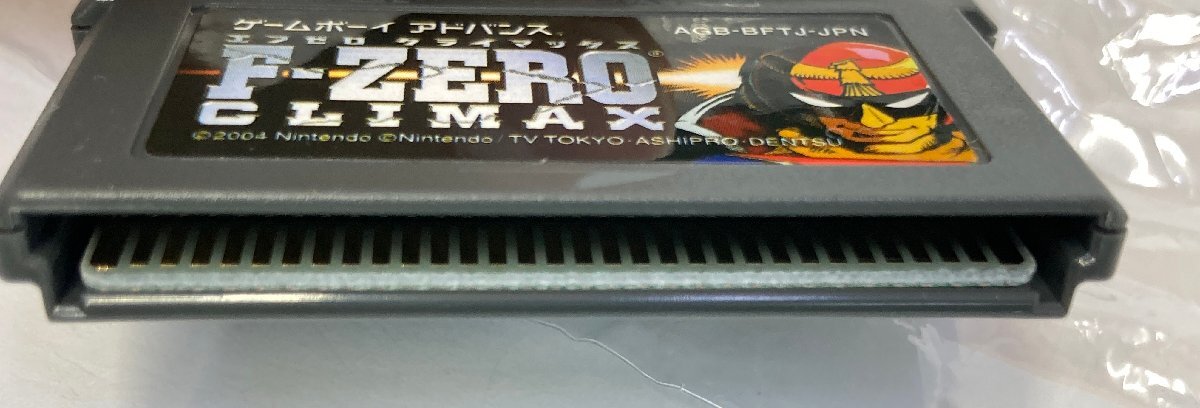 ゲームボーイ アドバンス
エフゼロ クライマックス
F-ZERO®
CLIMAX
AGB-BFTJ-JPN
©2004 Nintendo ©Nintendo/TV TOKYO·ASHIPRO·DENTSU